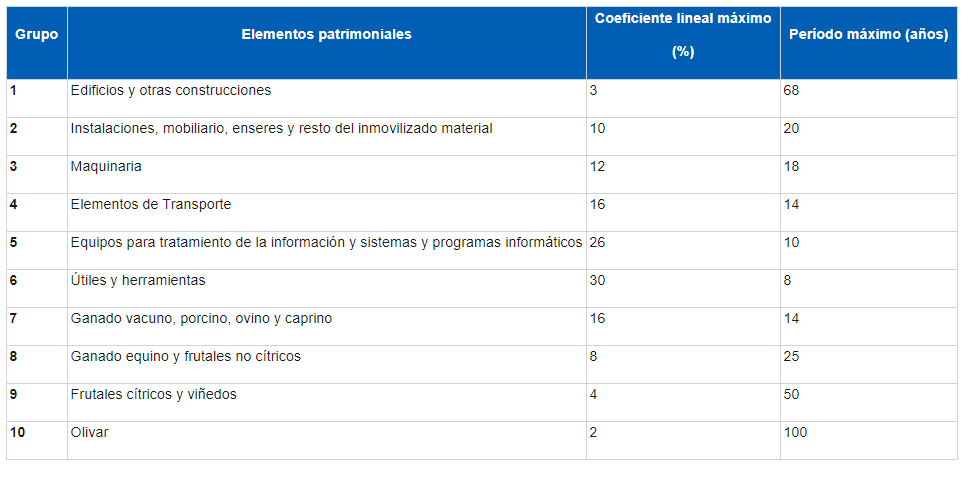 Grupo Elementos patrimoniales Coeficiente lineal máximo (%) Período máximo (años)
1 Edificios y otras construcciones 3 68
2 Instalaciones, mobiliario, enseres y resto del inmovilizado material 10 20
3 Maquinaria 12 18
4 Elementos de Transporte 16 14
5 Equipos para tratamiento de la información y sistemas y programas informáticos 26 10
6 Útiles y herramientas 30 8
7 Ganado vacuno, porcino, ovino y caprino 16 14
8 Ganado equino y frutales no cítricos 8 25
9 Frutales cítricos y viñedos 4 50
10 Olivar 2 100